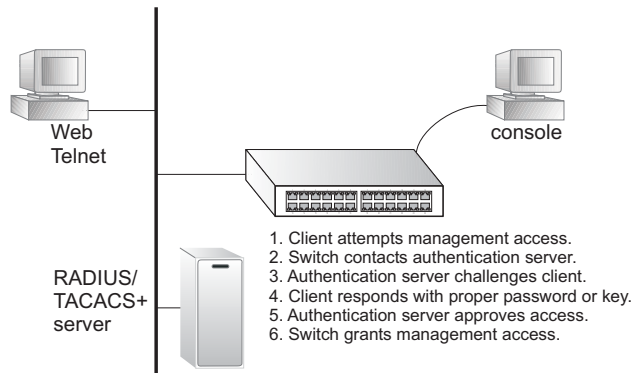 Web
Telnet
console
RADIUS/
TACACS+
server
1. Client attempts management access.
2. Switch contacts authentication server.
3. Authentication server challenges client.
4. Client responds with proper password or key.
5. Authentication server approves access.
6. Switch grants management access.